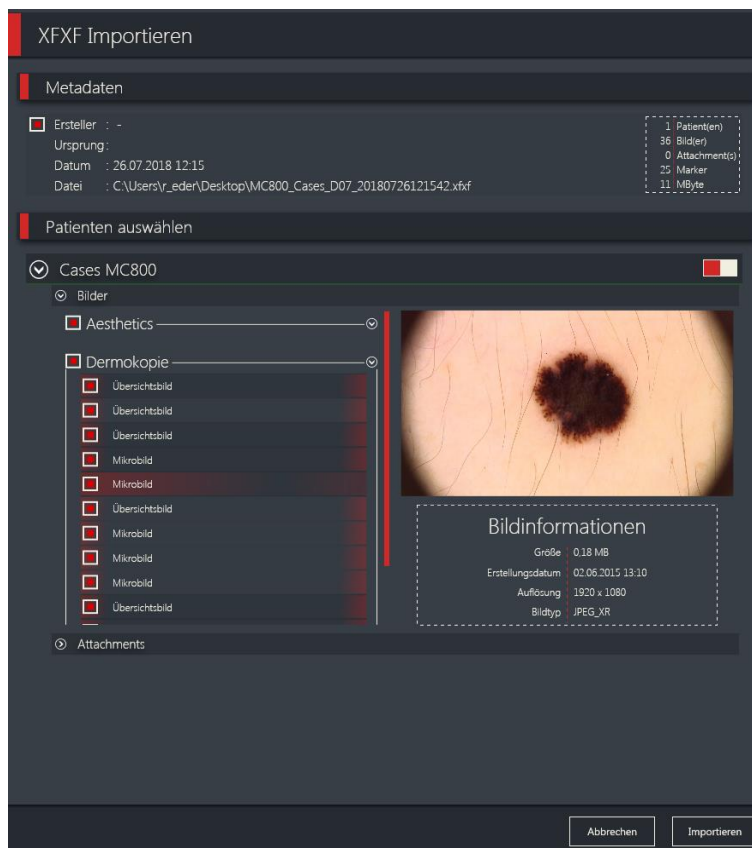 XFXF Importieren
Metadaten
Ersteller : -
Ursprung :
Datum : 26.07.2018 12:15
Datei : C:\Users\r_eder\Desktop\MC800_Cases_D07_20180726121542.xfxf
1 Patient(en)
36 Bild(er)
0 Attachment(s)
25 Marker
11 MByte
Patienten auswählen
Cases MC800
Bilder
Aesthetics
Dermokopie
Übersichtsbild
Übersichtsbild
Übersichtsbild
Mikrobild
Mikrobild
Übersichtsbild
Mikrobild
Mikrobild
Mikrobild
Übersichtsbild
Bildinformationen
Größe 0,18 MB
Erstellungsdatum 02.06.2015 13:10
Auflösung 1920 x 1080
Bildtyp JPEG_XR
Attachments
Abbrechen
Importieren